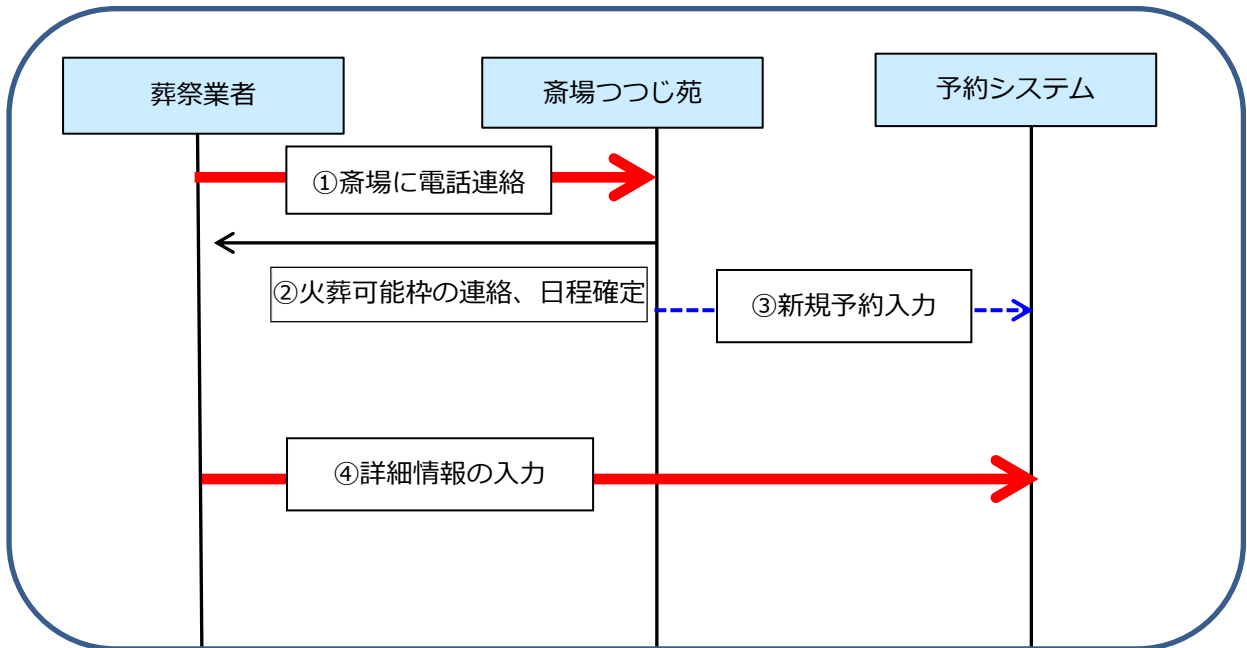 葬祭業者
斎場つつじ苑
予約システム
①斎場に電話連絡
②火葬可能枠の連絡、日程確定
③新規予約入力
④詳細情報の入力